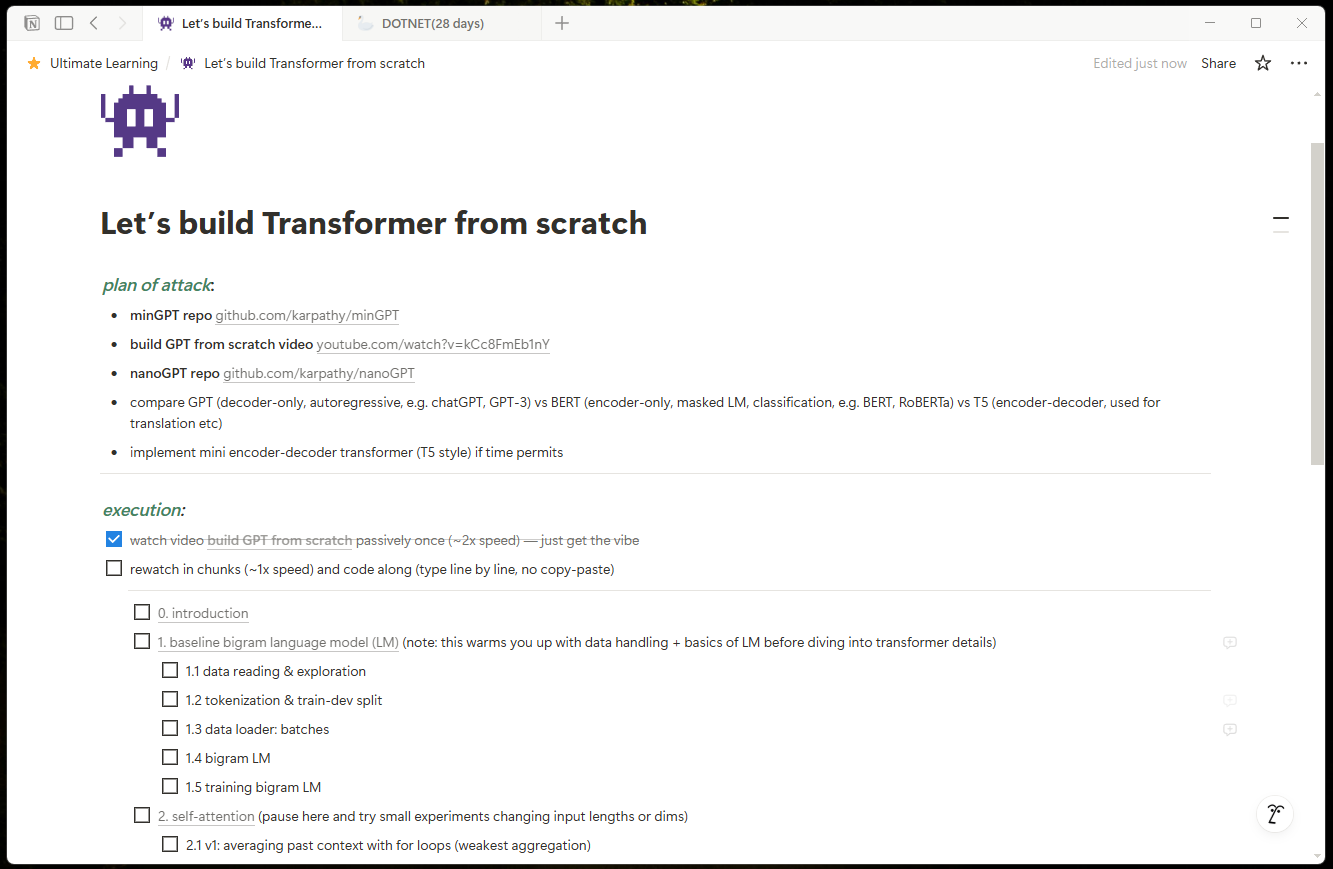 Let's build Transforme...
DOTNET(28 days)
Ultimate Learning / Let's build Transformer from scratch
Edited just now
Share
Let's build Transformer from scratch
plan of attack:
• minGPT repo github.com/karpathy/minGPT
• build GPT from scratch video youtube.com/watch?v=kCc8FmEb1nY
• nanoGPT repo github.com/karpathy/nanoGPT
• compare GPT (decoder-only, autoregressive, e.g. chatGPT, GPT-3) vs BERT (encoder-only, masked LM, classification, e.g. BERT, RoBERTa) vs T5 (encoder-decoder, used for
translation etc)
• implement mini encoder-decoder transformer (T5 style) if time permits
execution:
watch video build GPT from scratch passively once (~2x speed) — just get the vibe
rewatch in chunks (~1x speed) and code along (type line by line, no copy-paste)
0. introduction
1. baseline bigram language model (LM) (note: this warms you up with data handling + basics of LM before diving into transformer details)
1.1 data reading & exploration
1.2 tokenization & train-dev split
1.3 data loader: batches
1.4 bigram LM
1.5 training bigram LM
2. self-attention (pause here and try small experiments changing input lengths or dims)
2.1 v1: averaging past context with for loops (weakest aggregation)